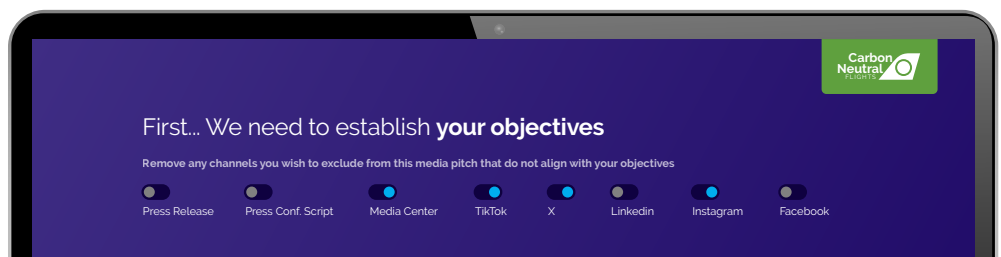 Carbon
Neutral
FLIGHTS
First... We need to establish your objectives
Remove any channels you wish to exclude from this media pitch that do not align with your objectives
Press Release Press Conf. Script Media Center TikTok X Linkedin Instagram Facebook